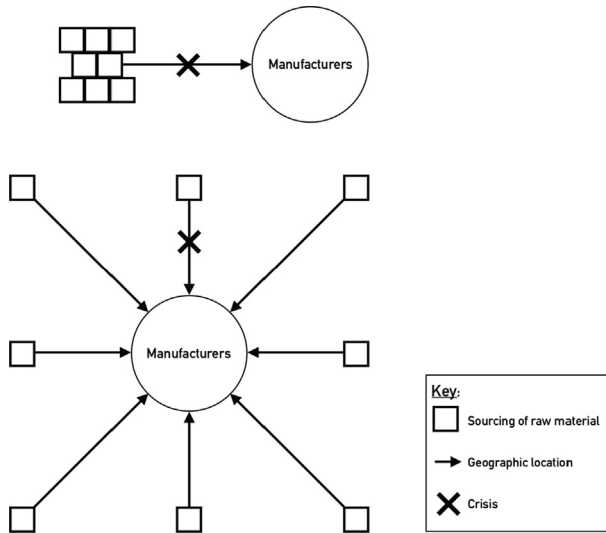 Manufacturers
Manufacturers
Key:
Sourcing of raw material
Geographic location
Crisis